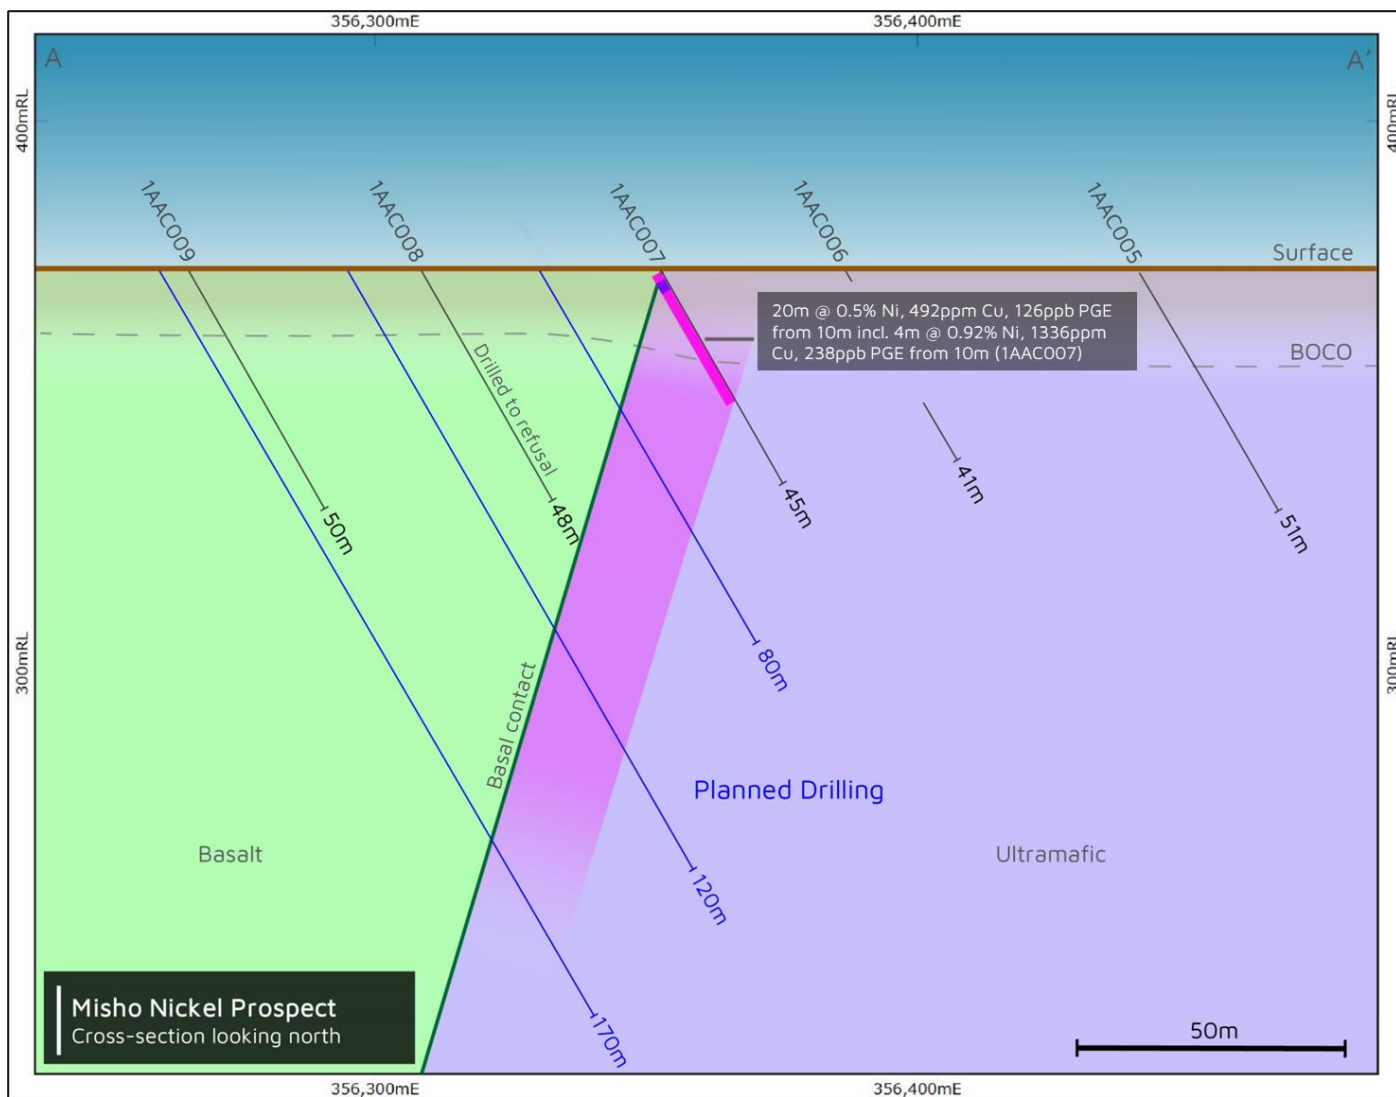 356,300mE
356,400mE
A
A'
400mRL
400mRL
1AAC009
1AAC008
1AAC007
1AAC006
1AAC005
Surface
20m @ 0.5% Ni, 492ppm Cu, 126ppb PGE
from 10m incl. 4m @ 0.92% Ni, 1336ppm
Cu, 238ppb PGE from 10m (1AAC007)
BOCO
Drilled to refusal
50m
48m
45m
41m
51m
300mRL
300mRL
80m
Basal contact
Planned Drilling
120m
Basalt
Ultramafic
170m
Misho Nickel Prospect
Cross-section looking north
50m
356,300mE
356,400mE